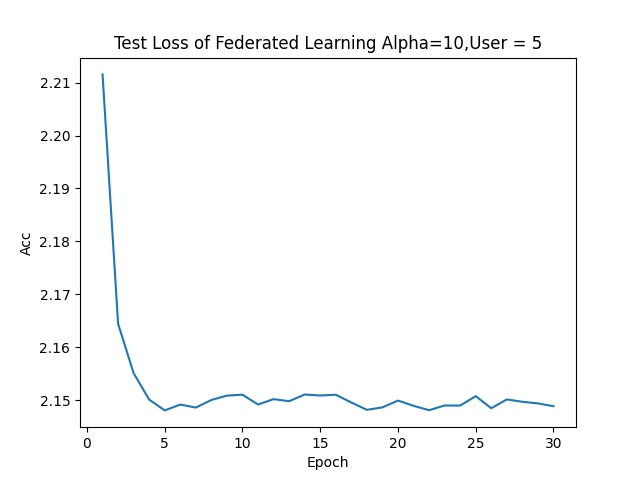 Test Loss of Federated Learning Alpha=10,User = 5
2.21
2.20
2.19
2.18
2.17
2.16
2.15
Acc
0 5 10 15 20 25 30
Epoch